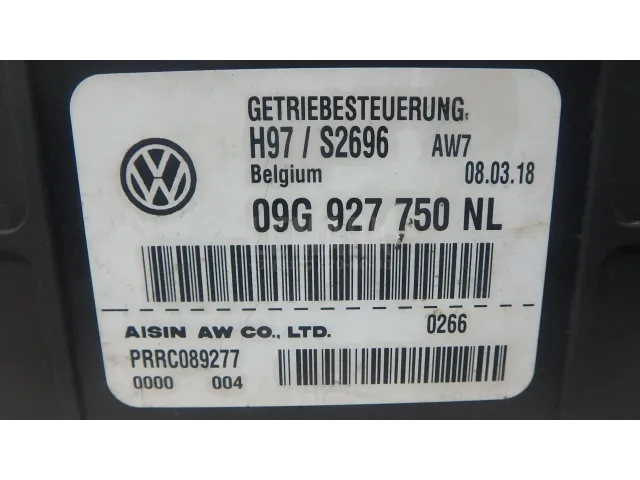 GETRIEBESTEUERUNG
H97 / S2696 AW7
Belgium 08.03.18
09G 927 750 NL
AISIN AW CO., LTD. 0266
PRRC089277
0000 004